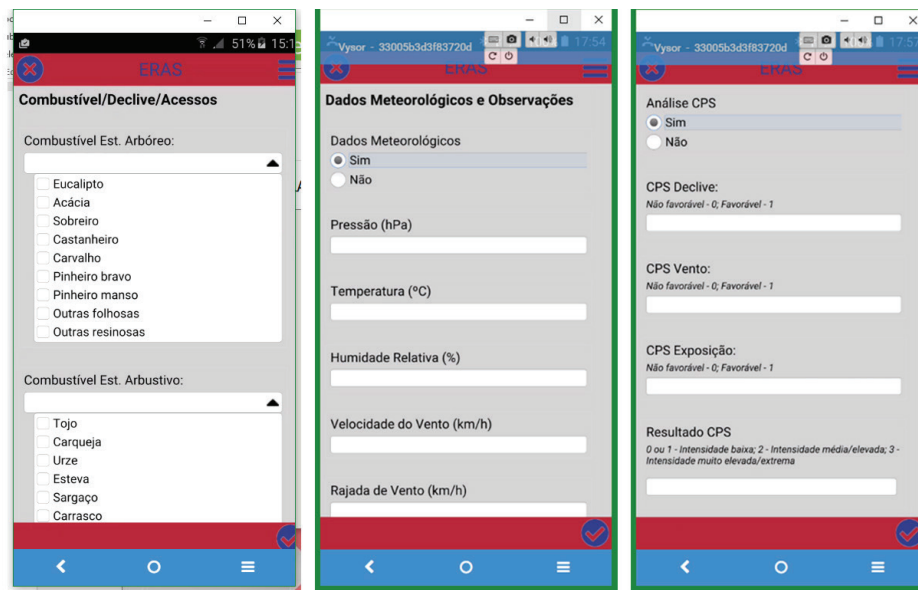 51% 15:1
ERAS
Combustível/Declive/Acessos
Combustível Est. Arbóreo:
Eucalipto
Acácia
Sobreiro
Castanheiro
Carvalho
Pinheiro bravo
Pinheiro manso
Outras folhosas
Outras resinosas
Combustível Est. Arbustivo:
Tojo
Carqueja
Urze
Esteva
Sargaço
Carrasco
Vysor - 33005b3d3f83720d
17:54
ERAS
Dados Meteorológicos e Observações
Dados Meteorológicos
Sim
Não
Pressão (hPa)
Temperatura (ºC)
Humidade Relativa (%)
Velocidade do Vento (km/h)
Rajada de Vento (km/h)
Vysor - 33005b3d3f83720d
17:57
ERAS
Análise CPS
Sim
Não
CPS Declive:
Não favorável - 0; Favorável - 1
CPS Vento:
Não favorável - 0; Favorável - 1
CPS Exposição:
Não favorável - 0; Favorável - 1
Resultado CPS
0 ou 1 - Intensidade baixa; 2 - Intensidade média/elevada; 3 -
Intensidade muito elevada/extrema